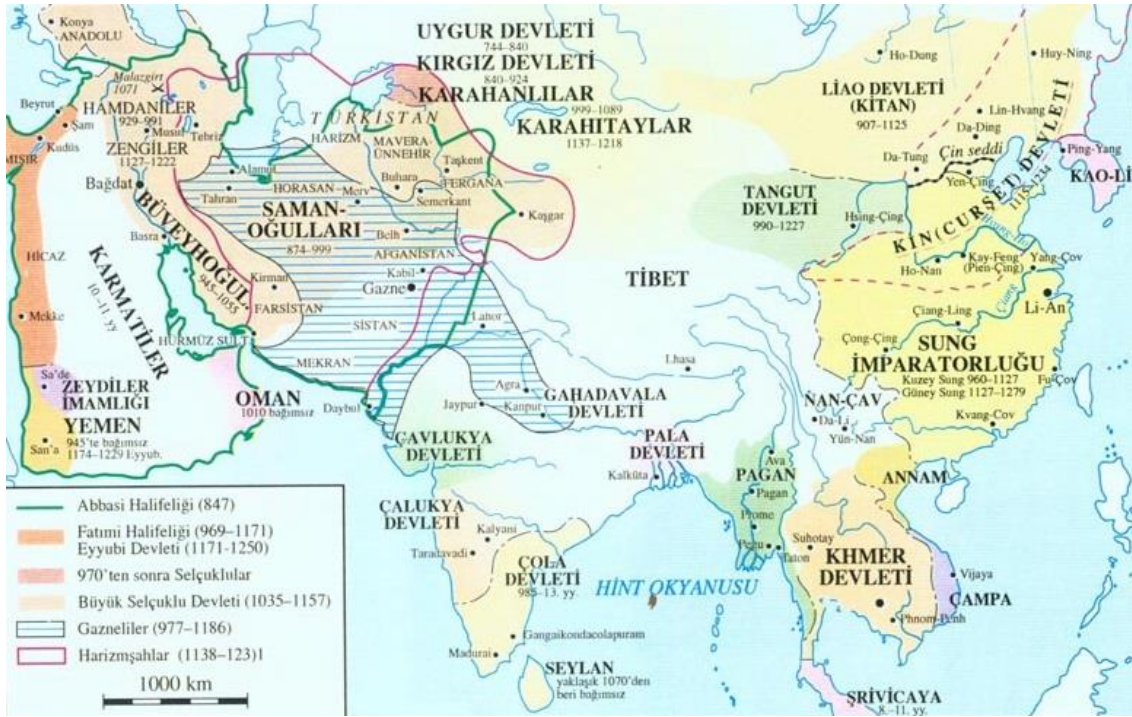 Konya
ANADOLU
Malazgirt
1071
Beyrut
HAMDANİLER
929–991
Şam
Musul
Tebriz
Kudüs
ZENGİLER
1127–1222
MISIR
Bağdat
BÜVEYHOĞUL.
945–1055
Basra
HİCAZ
KARMATİLER
10.–11. yy
Mekke
Sa'de
ZEYDİLER
İMAMLIĞI
YEMEN
945'te bağımsız
1174–1229 Eyyub.
San'a
OMAN
1010 bağımsız
HÜRMÜZ SULT
Kirman
FARSİSTAN
Alamut
Tahran
HORASAN
Merv
SAMAN-
OĞULLARI
874–999
Belh
AFGANİSTAN
Kabil
Gazne
SİSTAN
MEKRAN
Daybul
Lahor
TÜRKİSTAN
HARİZM
MAVERA-
ÜNNEHİR
Taşkent
Buhara
FERGANA
Semerkant
Kaşgar
UYGUR DEVLETİ
744–840
KIRGIZ DEVLETİ
840–924
KARAHANLILAR
999–1089
KARAHITAYLAR
1137–1218
TİBET
Lhasa
Agra
Jaypur
Kanpur
GAHADAVALA
DEVLETİ
ÇAVLUKYA
DEVLETİ
PALA
DEVLETİ
Kalküta
ÇALUKYA
DEVLETİ
Kalyani
Taradavadi
ÇOLA
DEVLETİ
985–13. yy.
Gangaikondacolapuram
Madurai
SEYLAN
yaklaşık 1070'den
beri bağımsız
HİNT OKYANUSU
Ho-Dung
Huy-Ning
LİAO DEVLETİ
(KİTAN)
907–1125
Lin-Hvang
Da-Ding
Çin seddi
Da-Tung
Yen-Çing
Ping-Yang
KAO-Lİ
TANGUT
DEVLETİ
990–1227
Hsing-Çing
KİN (CURŞET) DEVLETİ
1115–1234
Huang-Ho
Ho-Nan
Kay-Feng
(Pien-Çing)
Yang-Çov
Ciang
Li-An
Çiang-Ling
Çong-Çing
SUNG
İMPARATORLUĞU
Kuzey Sung 960–1127
Güney Sung 1127–1279
Fu-Çov
NAN-ÇAV
Da-Li
Yün-Nan
Kvang-Cov
ANNAM
Ava
PAGAN
Pagan
Prome
Pegu
Taton
Suhotay
KHMER
DEVLETİ
Phnom-Penh
Vijaya
ÇAMPA
ŞRİVİCAYA
8.–11. yy.
Abbasi Halifeliği (847)
Fatımi Halifeliği (969–1171)
Eyyubi Devleti (1171-1250)
970'ten sonra Selçuklular
Büyük Selçuklu Devleti (1035–1157)
Gazneliler (977–1186)
Harizmşahlar (1138–123)1
1000 km